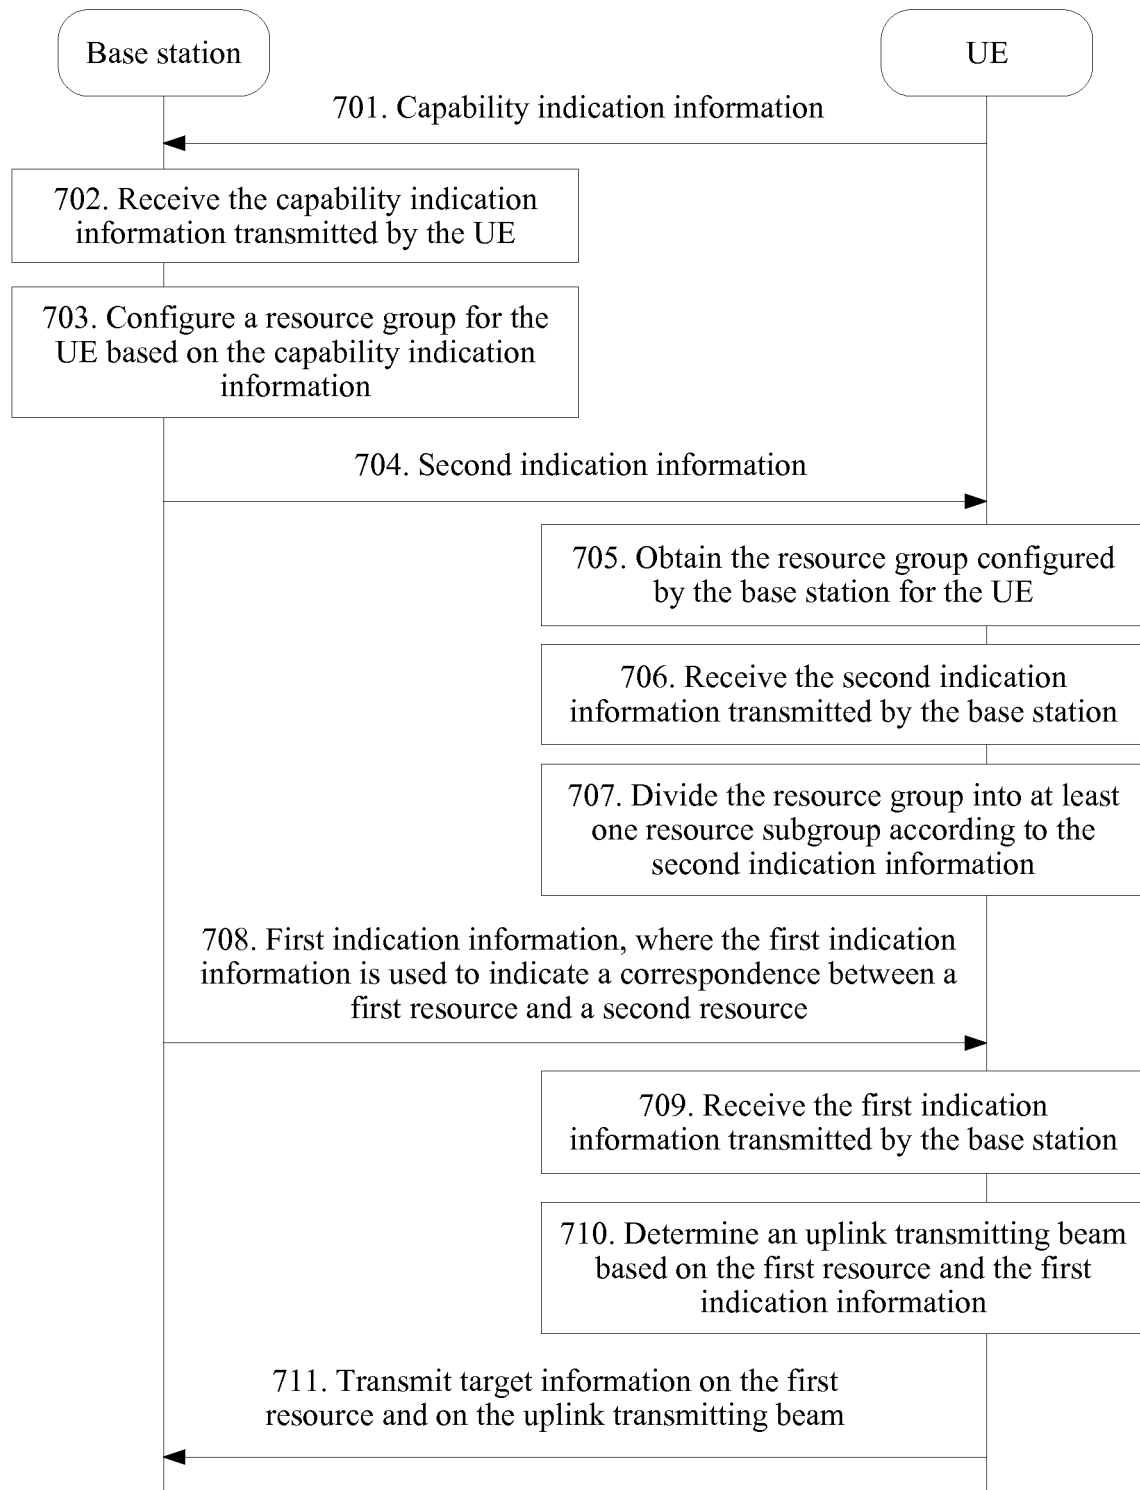 Base station
UE
701. Capability indication information
702. Receive the capability indication
information transmitted by the UE
703. Configure a resource group for the
UE based on the capability indication
information
704. Second indication information
705. Obtain the resource group configured
by the base station for the UE
706. Receive the second indication
information transmitted by the base station
707. Divide the resource group into at least
one resource subgroup according to the
second indication information
708. First indication information, where the first indication
information is used to indicate a correspondence between a
first resource and a second resource
709. Receive the first indication
information transmitted by the base station
710. Determine an uplink transmitting beam
based on the first resource and the first
indication information
711. Transmit target information on the first
resource and on the uplink transmitting beam